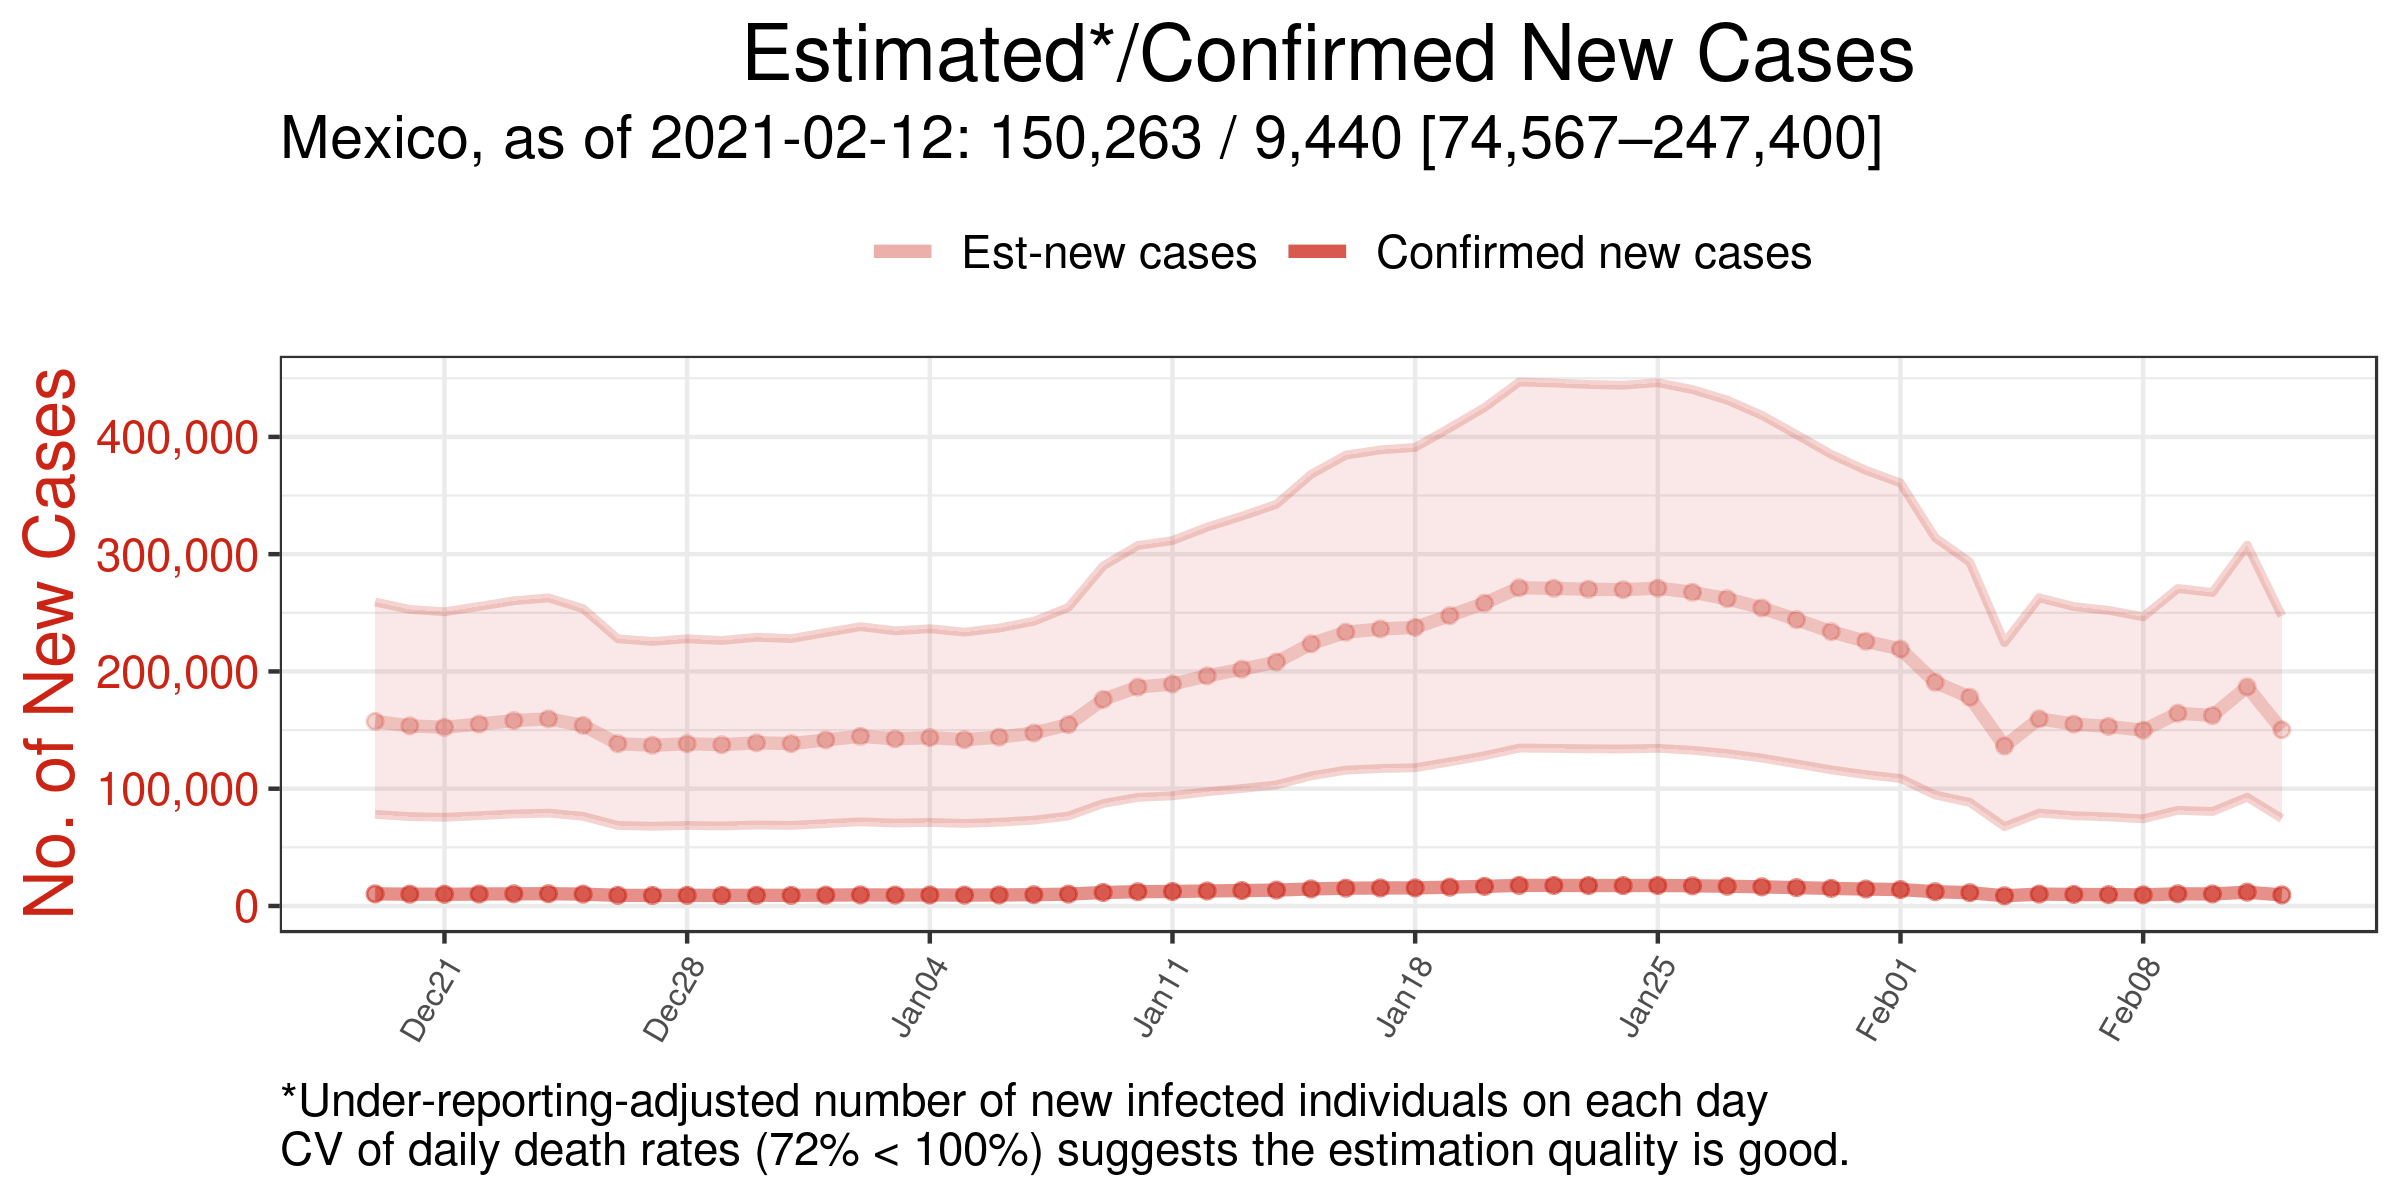 Estimated*/Confirmed New Cases
Mexico, as of 2021-02-12: 150,263 / 9,440 [74,567–247,400]
Est-new cases
Confirmed new cases
No. of New Cases
400,000
300,000
200,000
100,000
0
Dec21
Dec28
Jan04
Jan11
Jan18
Jan25
Feb01
Feb08
*Under-reporting-adjusted number of new infected individuals on each day
CV of daily death rates (72% < 100%) suggests the estimation quality is good.